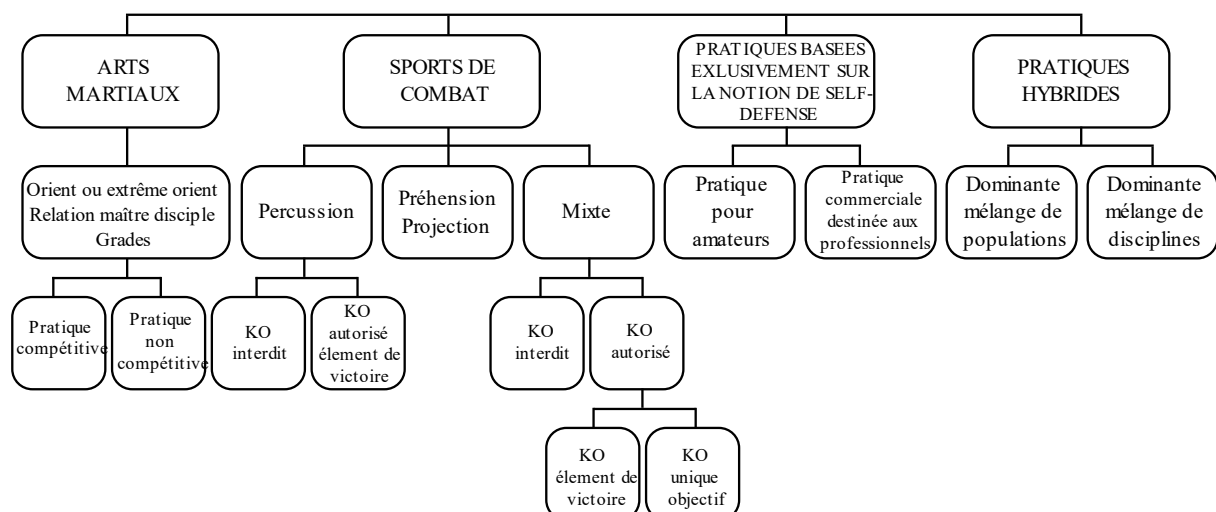 ARTS
MARTIAUX
SPORTS DE
COMBAT
PRATIQUES BASEES
EXLUSIVEMENT SUR
LA NOTION DE SELF-
DEFENSE
PRATIQUES
HYBRIDES
Orient ou extrême orient
Relation maître disciple
Grades
Percussion
Préhension
Projection
Mixte
Pratique
pour
amateurs
Pratique
commerciale
destinée aux
professionnels
Dominante
mélange de
populations
Dominante
mélange de
disciplines
Pratique
compétitive
Pratique
non
compétitive
KO
interdit
KO
autorisé
élement de
victoire
KO
interdit
KO
autorisé
KO
élement de
victoire
KO
unique
objectif